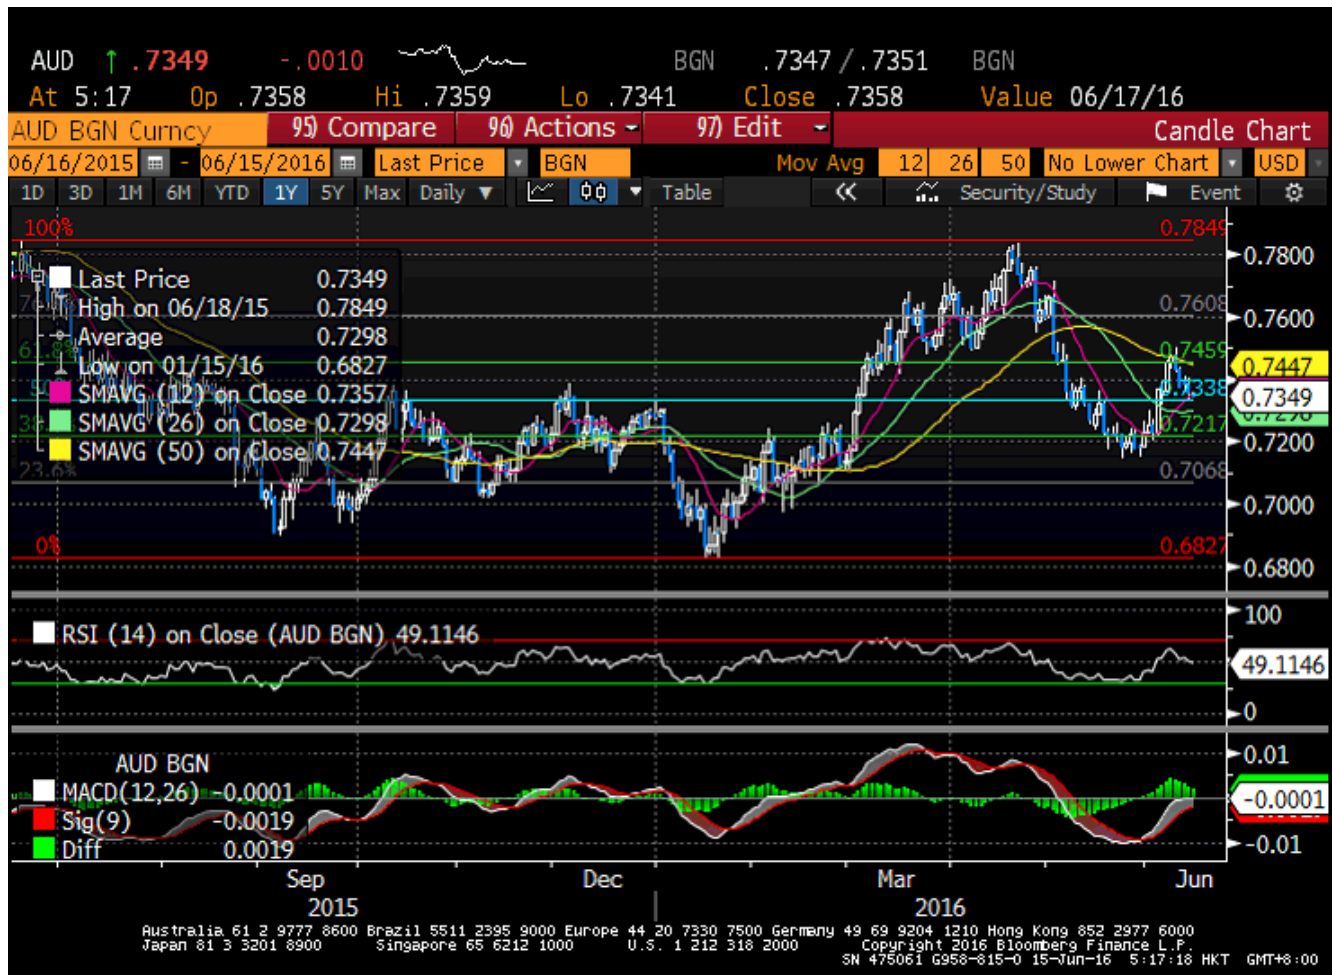 AUD ↑ .7349 -.0010 BGN .7347 / .7351 BGN
At 5:17 Op .7358 Hi .7359 Lo .7341 Close .7358 Value 06/17/16
AUD BGN Curncy 95) Compare 96) Actions 97) Edit Candle Chart
06/16/2015 - 06/15/2016 Last Price BGN Mov Avg 12 26 50 No Lower Chart USD
1D 3D 1M 6M YTD 1Y 5Y Max Daily ▼ Table « Security/Study Event
100% 0.7849
0.7800
Last Price 0.7349
High on 06/18/15 0.7849
0.7608
0.7600
Average 0.7298
61.8% 0.7459
Low on 01/15/16 0.6827
0.7447
SMAVG (12) on Close 0.7357
0.7338
0.7349
SMAVG (26) on Close 0.7298
0.7217
0.7200
SMAVG (50) on Close 0.7447
23.6% 0.7068
0.7000
0% 0.6827
0.6800
100
RSI (14) on Close (AUD BGN) 49.1146
49.1146
0
AUD BGN
0.01
MACD(12,26) -0.0001
-0.0001
Sig(9) -0.0019
Diff 0.0019
-0.01
Sep Dec Mar Jun
2015 2016
Australia 61 2 9777 8600 Brazil 5511 2395 9000 Europe 44 20 7330 7500 Germany 49 69 9204 1210 Hong Kong 852 2977 6000
Japan 81 3 3201 8900 Singapore 65 6212 1000 U.S. 1 212 318 2000 Copyright 2016 Bloomberg Finance L.P.
SN 475061 G958-815-0 15-Jun-16 5:17:18 HKT GMT+8:00